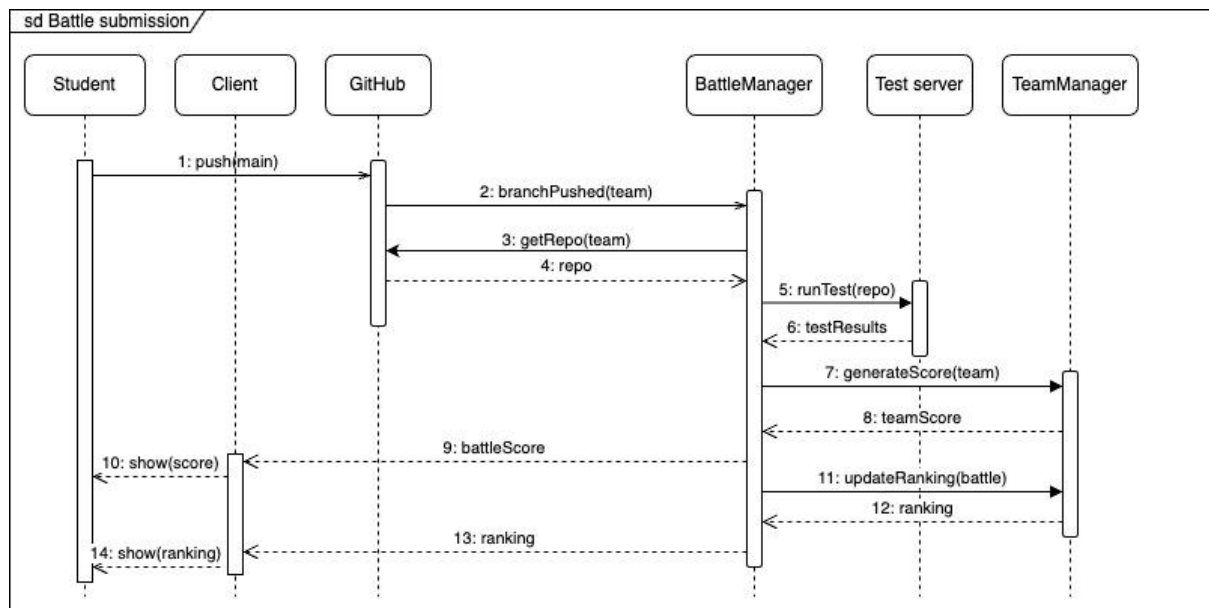 sd Battle submission
Student
Client
GitHub
BattleManager
Test server
TeamManager
1: push(main)
2: branchPushed(team)
3: getRepo(team)
4: repo
5: runTest(repo)
6: testResults
7: generateScore(team)
8: teamScore
9: battleScore
10: show(score)
11: updateRanking(battle)
12: ranking
13: ranking
14: show(ranking)